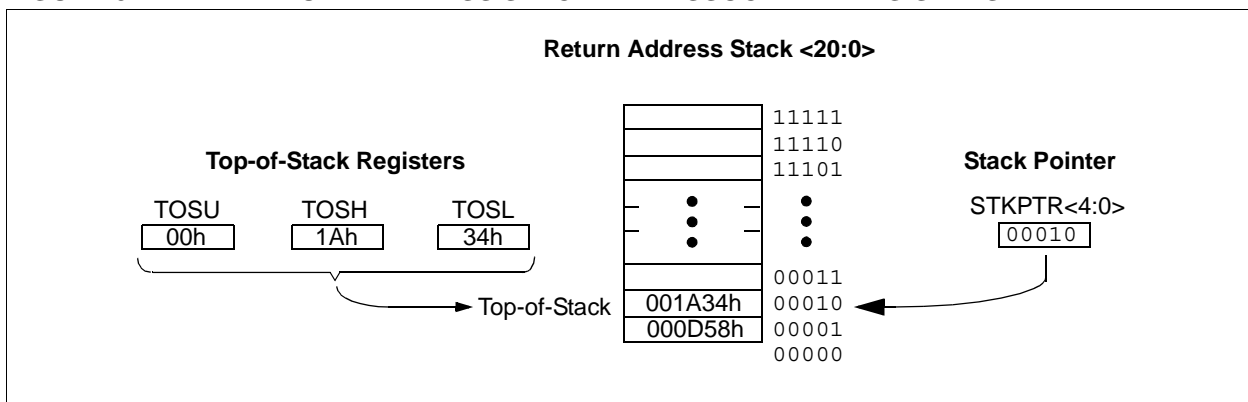 Return Address Stack <20:0>
11111
11110
11101
Top-of-Stack Registers
Stack Pointer
TOSU TOSH TOSL
00h 1Ah 34h
STKPTR<4:0>
00010
00011
Top-of-Stack 001A34h 00010
000D58h 00001
00000